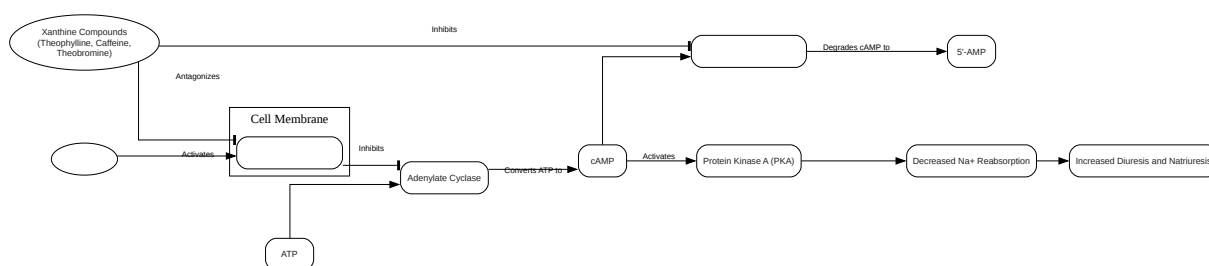 Xanthine Compounds
(Theophylline, Caffeine,
Theobromine)
Inhibits
Degrades cAMP to
5'-AMP
Antagonizes
Cell Membrane
Activates
Inhibits
Adenylate Cyclase
Converts ATP to
cAMP
Activates
Protein Kinase A (PKA)
Decreased Na+ Reabsorption
Increased Diuresis and Natriuresis
ATP